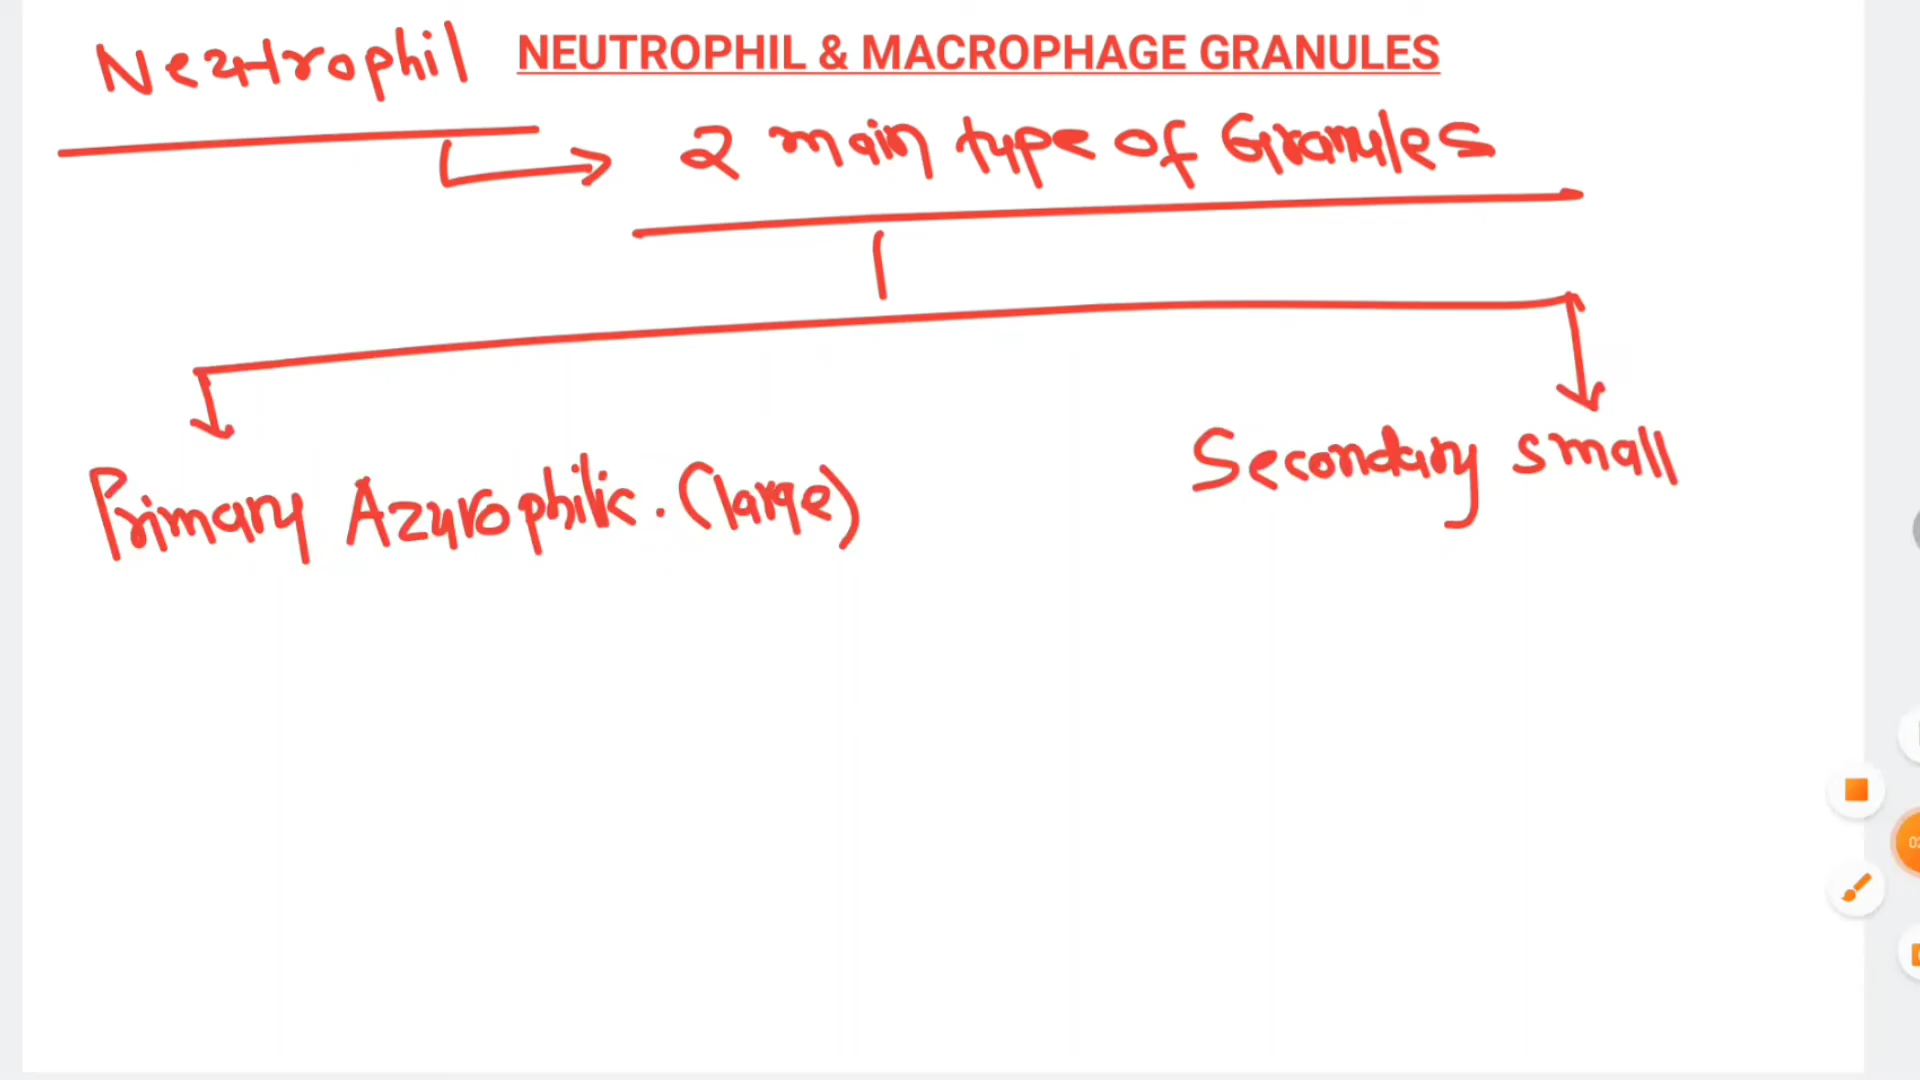 Neutrophil NEUTROPHIL & MACROPHAGE GRANULES
2 main type of Granules
Primary Azurophilic. (large)
Secondary small